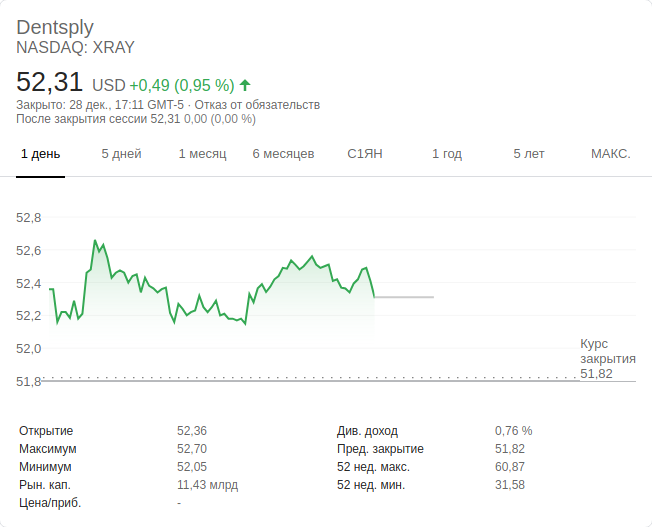 Dentsply
NASDAQ: XRAY
52,31 USD +0,49 (0,95 %)
Закрыто: 28 дек., 17:11 GMT-5 · Отказ от обязательств
После закрытия сессии 52,31 0,00 (0,00 %)
1 день 5 дней 1 месяц 6 месяцев С1ЯН 1 год 5 лет МАКС.
52,8
52,6
52,4
52,2
52,0
51,8
Курс
закрытия
51,82
Открытие 52,36 Див. доход 0,76 %
Максимум 52,70 Пред. закрытие 51,82
Минимум 52,05 52 нед. макс. 60,87
Рын. кап. 11,43 млрд 52 нед. мин. 31,58
Цена/приб. -